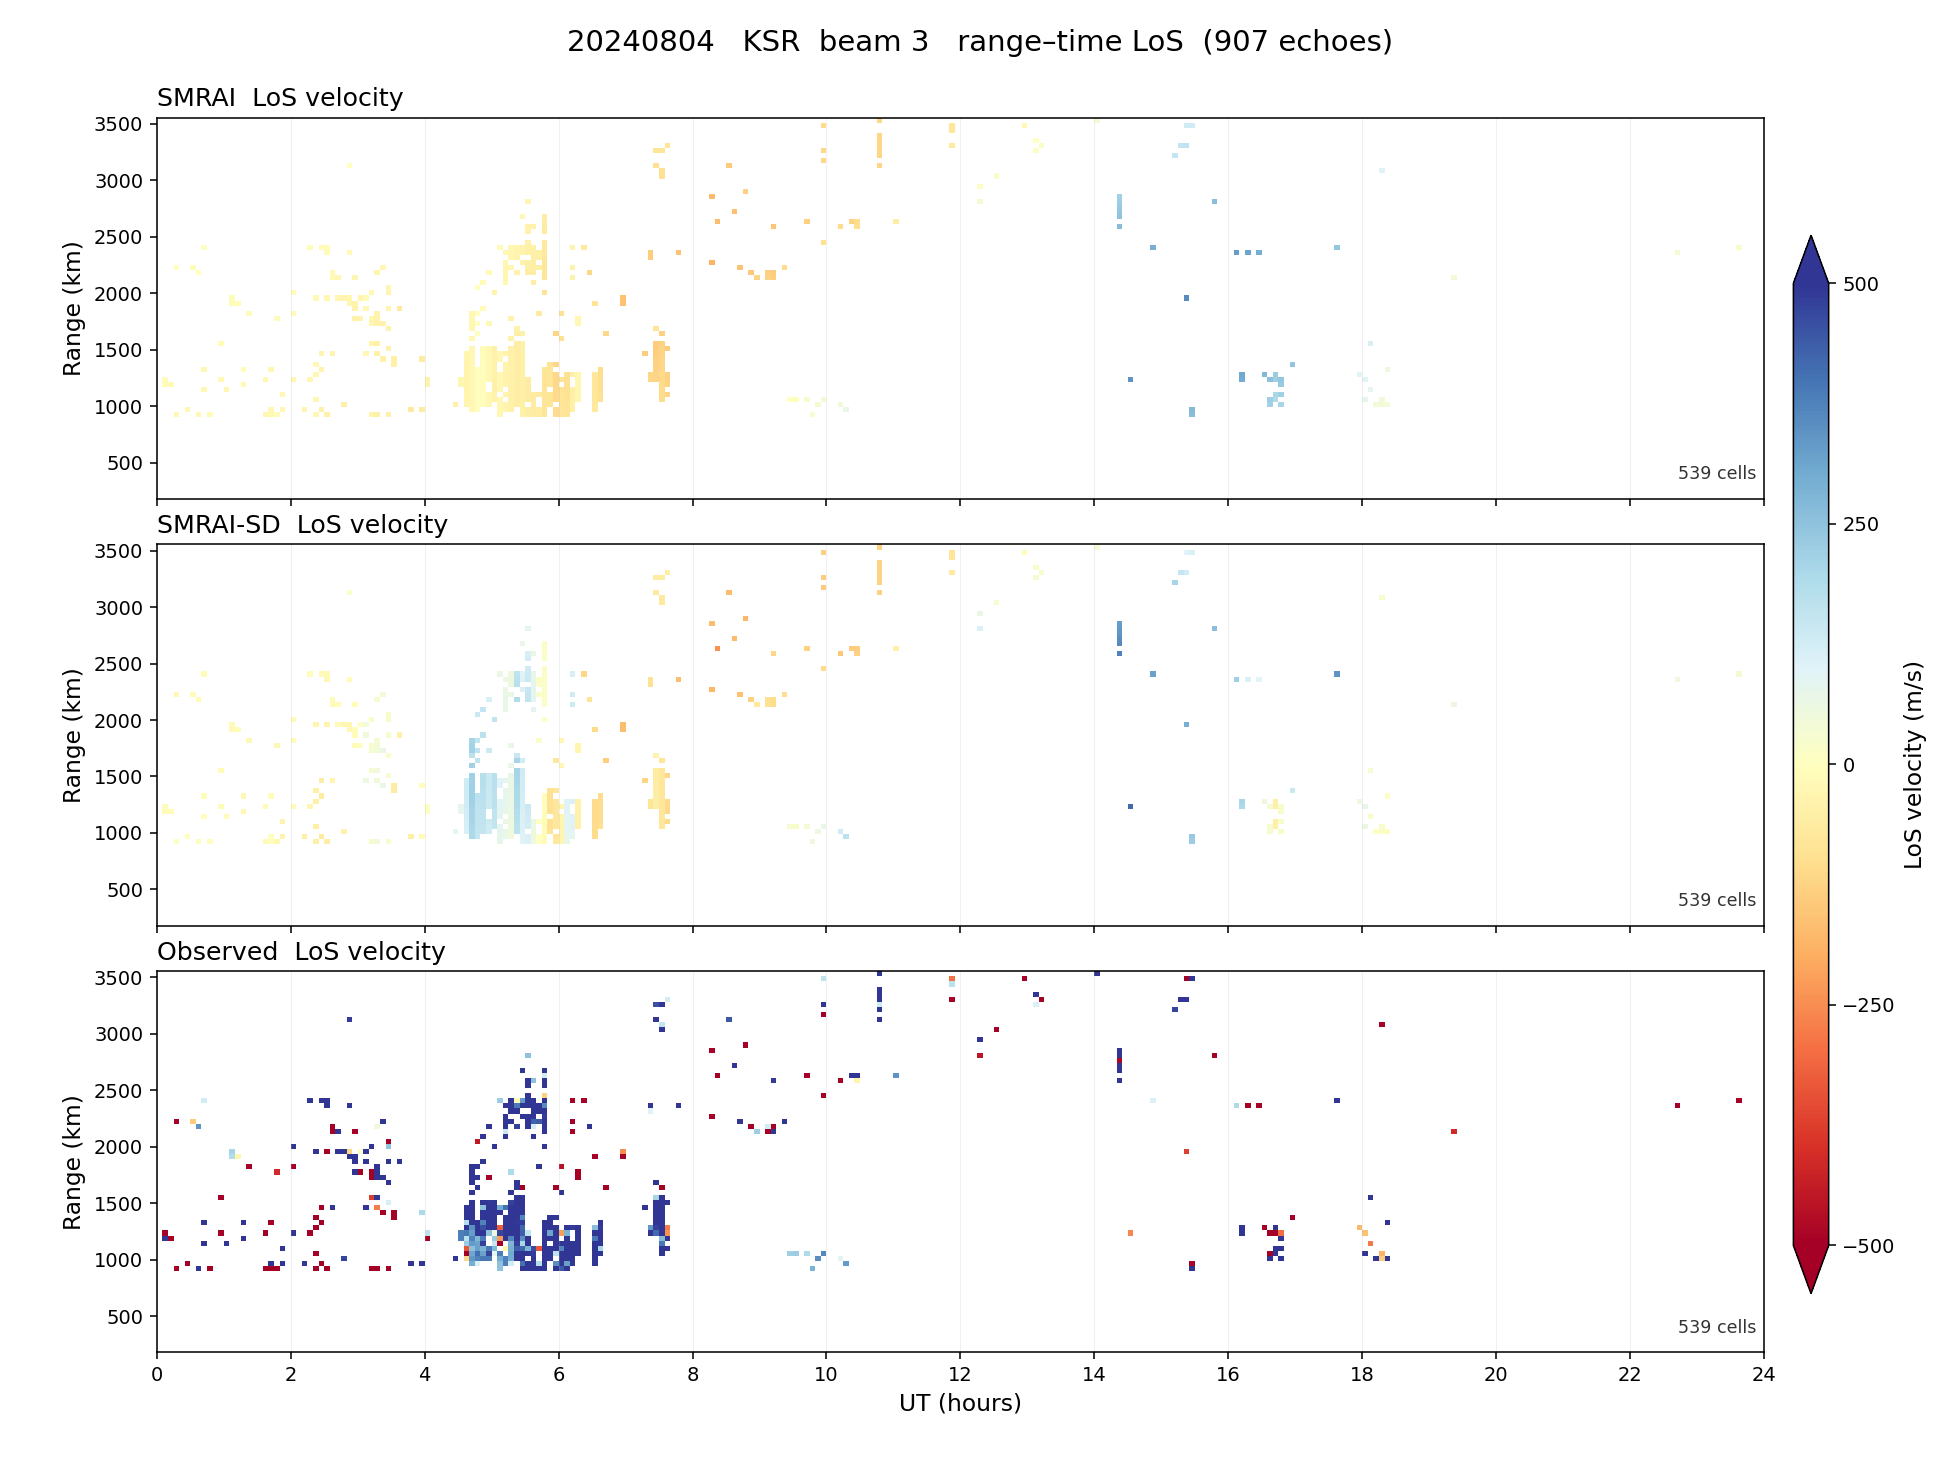 20240804   KSR  beam 3   range–time LoS  (907 echoes)
SMRAI  LoS velocity
3500
3000
2500
2000
1500
1000
500
Range (km)
539 cells
SMRAI-SD  LoS velocity
3500
3000
2500
2000
1500
1000
500
Range (km)
539 cells
Observed  LoS velocity
3500
3000
2500
2000
1500
1000
500
Range (km)
539 cells
0 2 4 6 8 10 12 14 16 18 20 22 24
UT (hours)
500
250
0
−250
−500
LoS velocity (m/s)